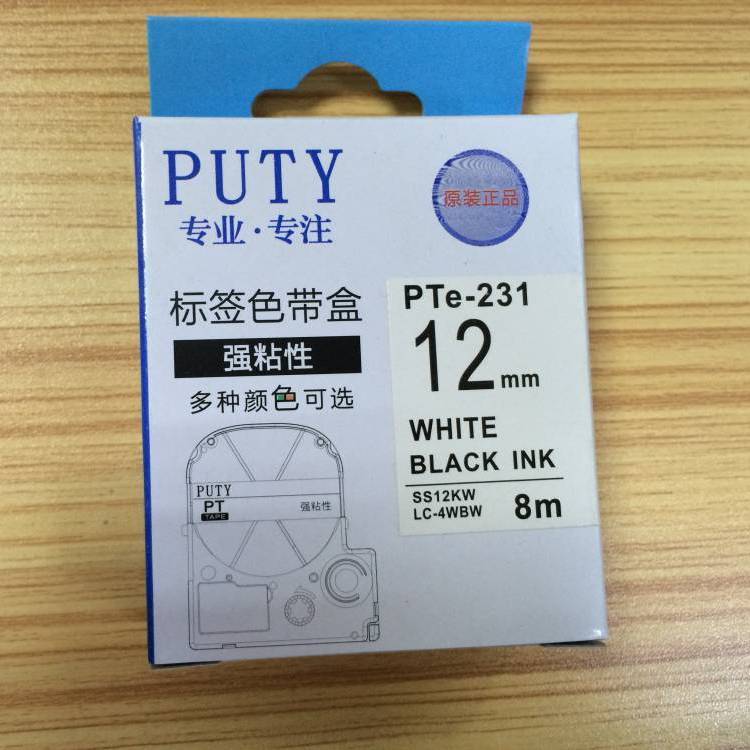 PUTY
专业·专注
原装正品
标签色带盒
强粘性
多种颜色可选
PTe-231
12mm
WHITE
BLACK INK
SS12KW
LC-4WBW 8m
PUTY
PT
TAPE
强粘性